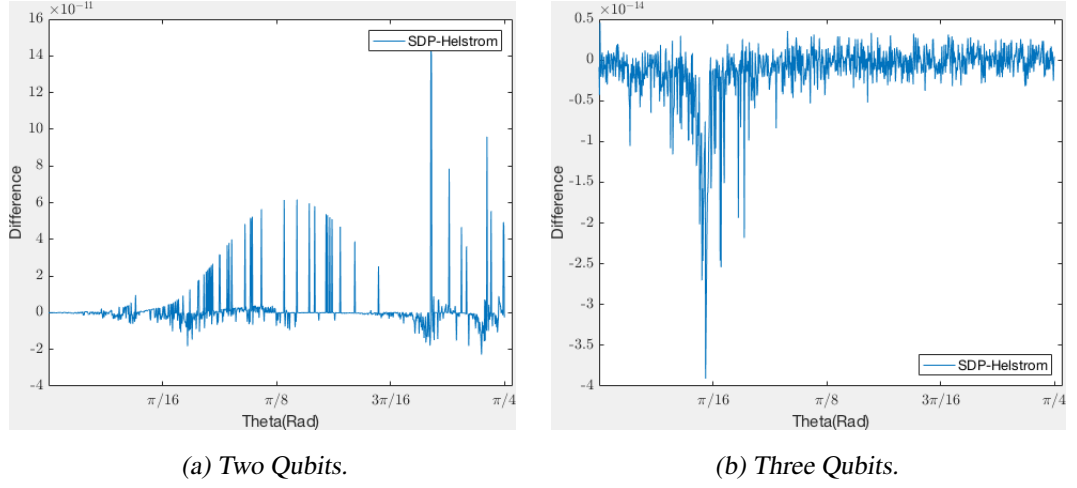 ×10⁻¹¹
16
14
12
10
8
6
4
2
0
-2
-4
Difference
SDP-Helstrom
π/16
π/8
3π/16
π/4
Theta(Rad)
(a) Two Qubits.
×10⁻¹⁴
0.5
0
-0.5
-1
-1.5
-2
-2.5
-3
-3.5
-4
Difference
SDP-Helstrom
π/16
π/8
3π/16
π/4
Theta(Rad)
(b) Three Qubits.